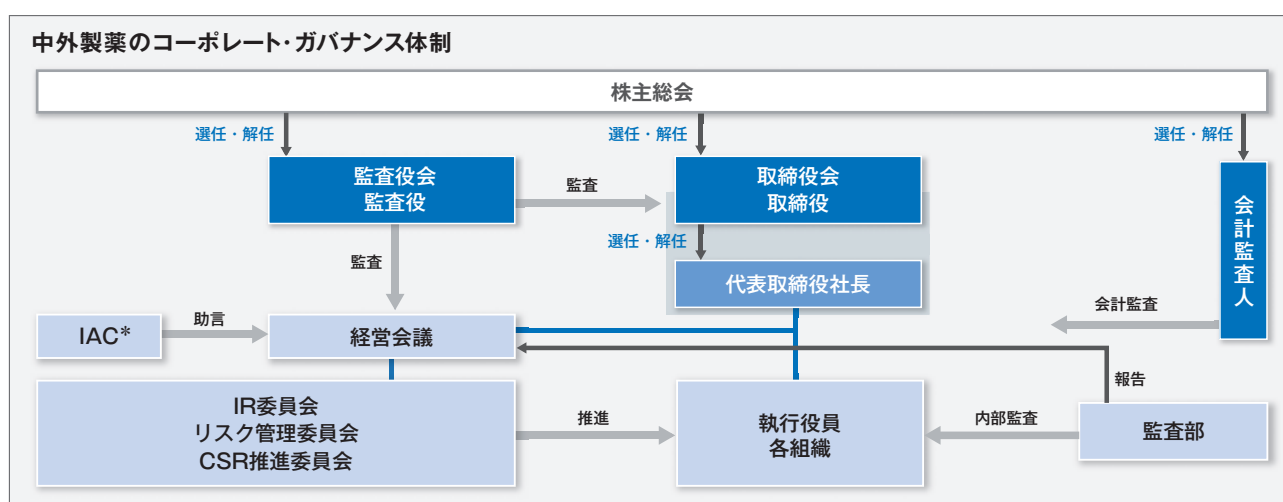 中外製薬のコーポレート・ガバナンス体制
株主総会
選任・解任
選任・解任
選任・解任
監査役会
監査役
監査
取締役会
取締役
会計監査人
選任・解任
監査
代表取締役社長
IAC*
助言
経営会議
会計監査
報告
IR委員会
リスク管理委員会
CSR推進委員会
推進
執行役員
各組織
内部監査
監査部